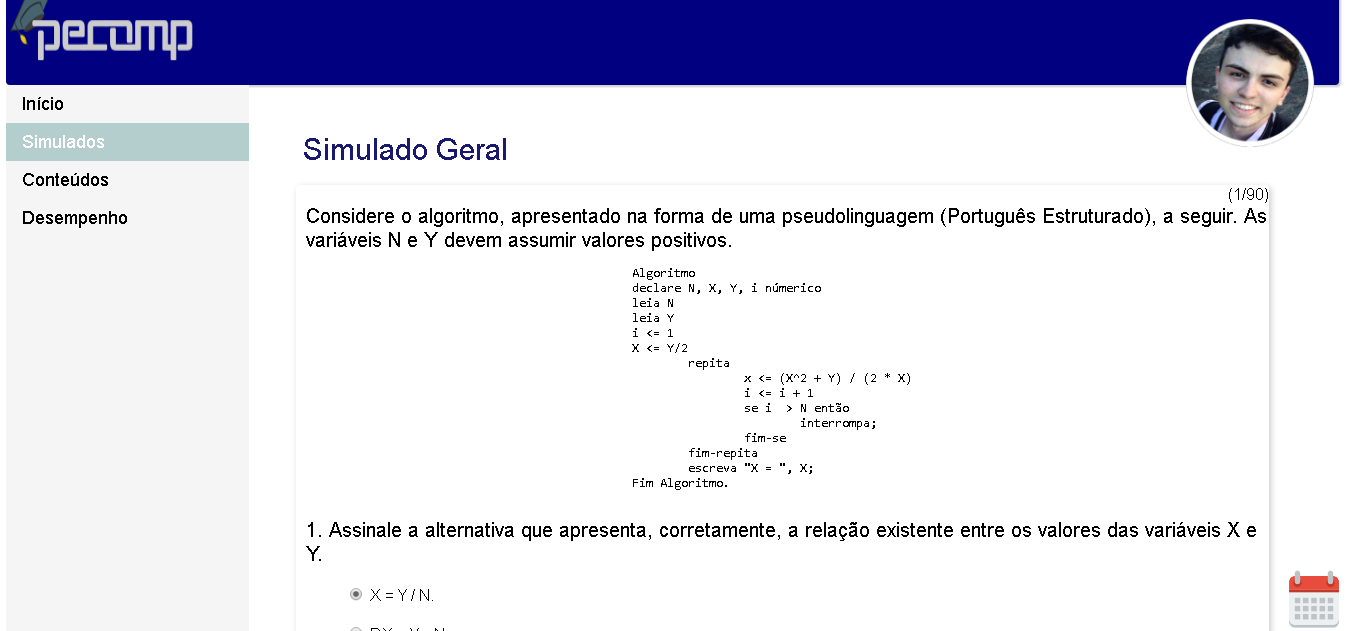 pecomp
Início
Simulados
Conteúdos
Desempenho
Simulado Geral
(1/90)
Considere o algoritmo, apresentado na forma de uma pseudolinguagem (Português Estruturado), a seguir. As
variáveis N e Y devem assumir valores positivos.
Algoritmo
declare N, X, Y, i númerico
leia N
leia Y
i <= 1
X <= Y/2
repita
x <= (X^2 + Y) / (2 * X)
i <= i + 1
se i  > N então
interrompa;
fim-se
fim-repita
escreva "X = ", X;
Fim Algoritmo.
1. Assinale a alternativa que apresenta, corretamente, a relação existente entre os valores das variáveis X e
Y.
X = Y / N.